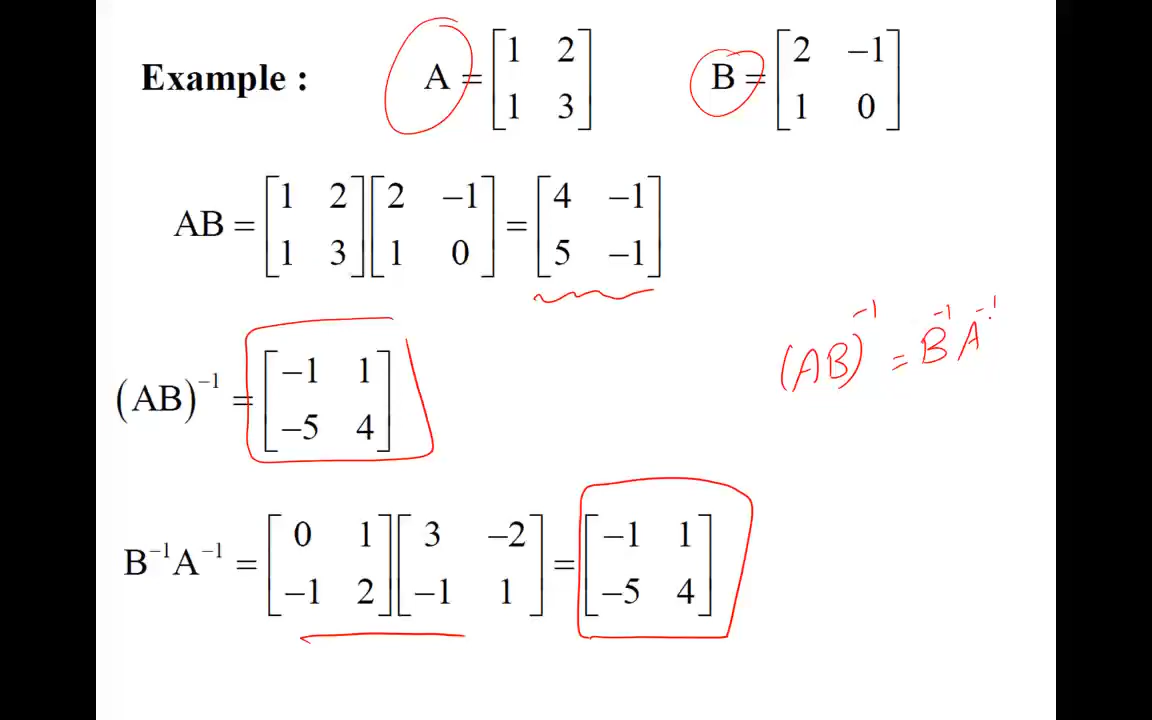 Example : A = [1 2; 1 3] B = [2 −1; 1 0]
AB = [1 2; 1 3] [2 −1; 1 0] = [4 −1; 5 −1]
(AB)⁻¹ = B⁻¹ A⁻¹
(AB)⁻¹ = [−1 1; −5 4]
B⁻¹A⁻¹ = [0 1; −1 2] [3 −2; −1 1] = [−1 1; −5 4]